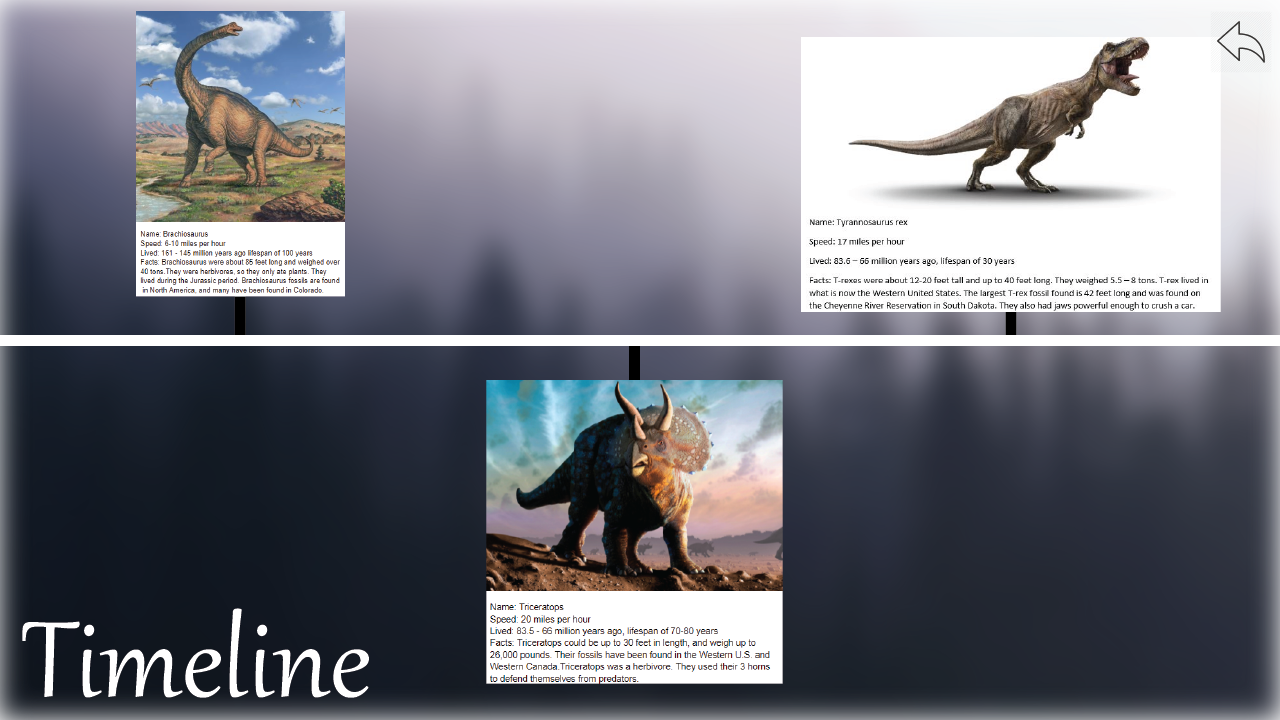 Name: Brachiosaurus
Speed: 6-10 miles per hour
Lived: 161 - 145 million years ago lifespan of 100 years
Facts: Brachiosaurus were about 85 feet long and weighed over
40 tons.They were herbivores, so they only ate plants. They
lived during the Jurassic period. Brachiosaurus fossils are found
in North America, and many have been found in Colorado.
Name: Tyrannosaurus rex
Speed: 17 miles per hour
Lived: 83.6 – 66 million years ago, lifespan of 30 years
Facts: T-rexes were about 12-20 feet tall and up to 40 feet long. They weighed 5.5 – 8 tons. T-rex lived in
what is now the Western United States. The largest T-rex fossil found is 42 feet long and was found on
the Cheyenne River Reservation in South Dakota. They also had jaws powerful enough to crush a car.
Name: Triceratops
Speed: 20 miles per hour
Lived: 83.5 - 66 million years ago, lifespan of 70-80 years
Facts: Triceratops could be up to 30 feet in length, and weigh up to
26,000 pounds. Their fossils have been found in the Western U.S. and
Western Canada.Triceratops was a herbivore. They used their 3 horns
to defend themselves from predators.
Timeline